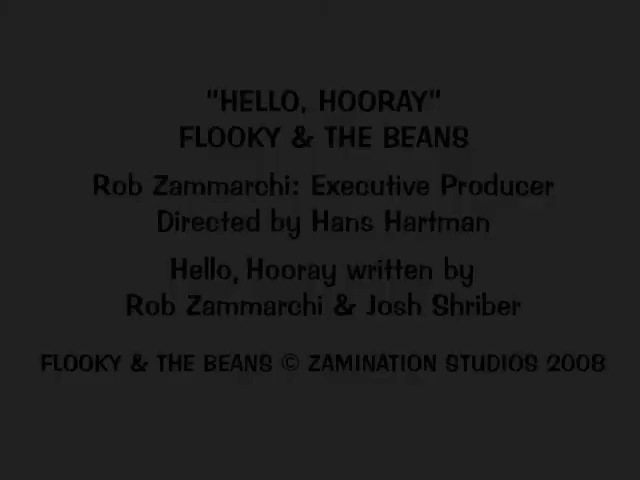 "HELLO, HOORAY"
FLOOKY & THE BEANS
Rob Zammarchi: Executive Producer
Directed by Hans Hartman
Hello, Hooray written by
Rob Zammarchi & Josh Shriber
FLOOKY & THE BEANS © ZAMINATION STUDIOS 2008